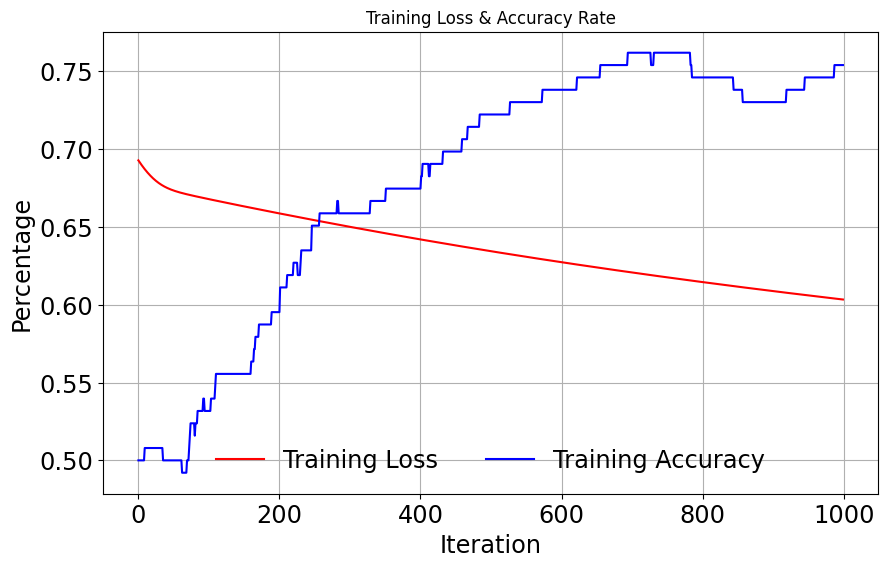 Training Loss & Accuracy Rate
Percentage
0.75
0.70
0.65
0.60
0.55
0.50
Training Loss Training Accuracy
0 200 400 600 800 1000
Iteration